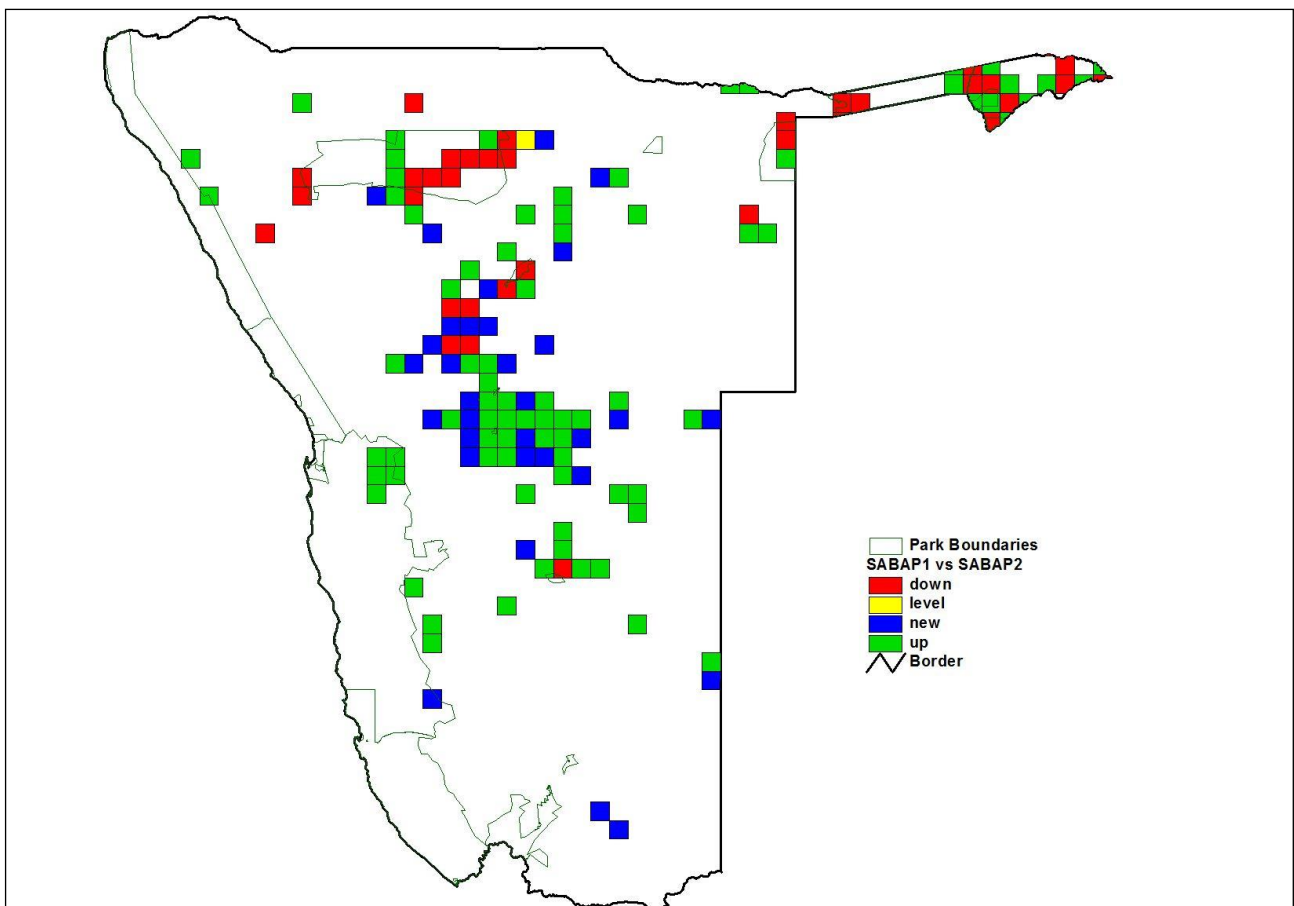 Park Boundaries
SABAP1 vs SABAP2
down
level
new
up
Border